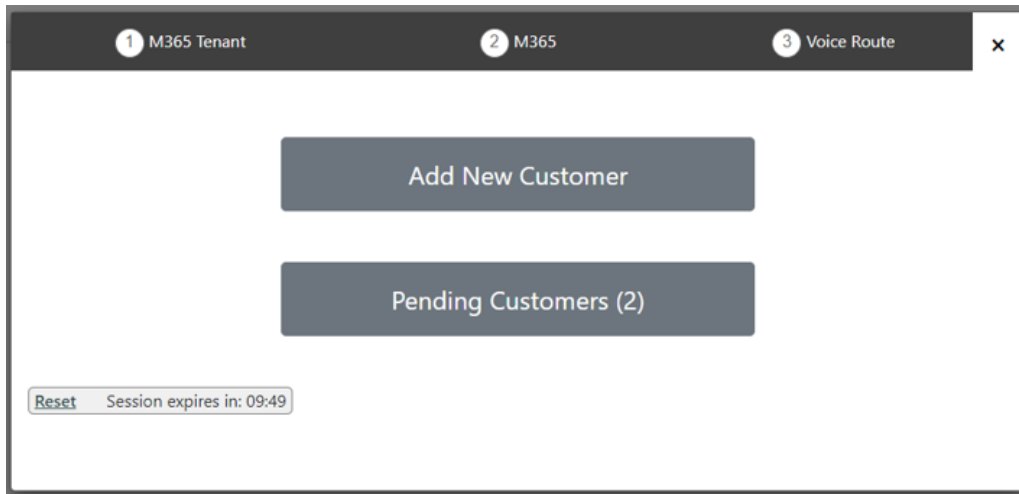 1 M365 Tenant 2 M365 3 Voice Route ×
Add New Customer
Pending Customers (2)
Reset Session expires in: 09:49